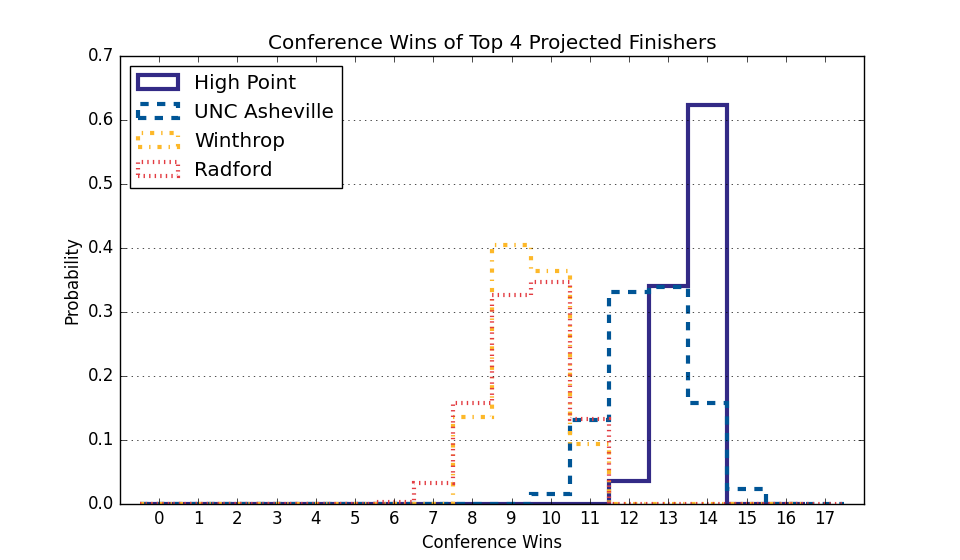 Conference Wins of Top 4 Projected Finishers
0.7
0.6
0.5
0.4
0.3
0.2
0.1
0.0
Probability
High Point
UNC Asheville
Winthrop
Radford
0 1 2 3 4 5 6 7 8 9 10 11 12 13 14 15 16 17
Conference Wins